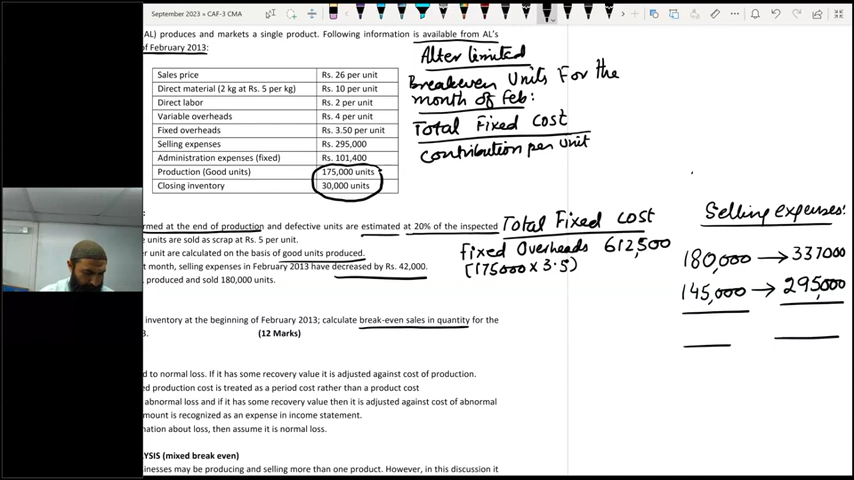 September 2023 » CAF-3 CMA
AL) produces and markets a single product. Following information is available from AL's
of February 2013:
Sales price Rs. 26 per unit
Direct material (2 kg at Rs. 5 per kg) Rs. 10 per unit
Direct labor Rs. 2 per unit
Variable overheads Rs. 4 per unit
Fixed overheads Rs. 3.50 per unit
Selling expenses Rs. 295,000
Administration expenses (fixed) Rs. 101,400
Production (Good units) 175,000 units
Closing inventory 30,000 units
:
rmed at the end of production and defective units are estimated at 20% of the inspected
e units are sold as scrap at Rs. 5 per unit.
er unit are calculated on the basis of good units produced.
st month, selling expenses in February 2013 have decreased by Rs. 42,000.
produced and sold 180,000 units.
inventory at the beginning of February 2013; calculate break-even sales in quantity for the
3. (12 Marks)
d to normal loss. If it has some recovery value it is adjusted against cost of production.
ed production cost is treated as a period cost rather than a product cost
abnormal loss and if it has some recovery value then it is adjusted against cost of abnormal
mount is recognized as an expense in income statement.
nation about loss, then assume it is normal loss.
ALYSIS (mixed break even)
inesses may be producing and selling more than one product. However, in this discussion it
Alter limited
Breakeven Units For the
month of Feb:
Total Fixed Cost
Contribution per Unit
Total Fixed Cost
Fixed Overheads 612,500
(175000 x 3.5)
Selling expenses:
180,000 → 337000
145,000 → 295,000